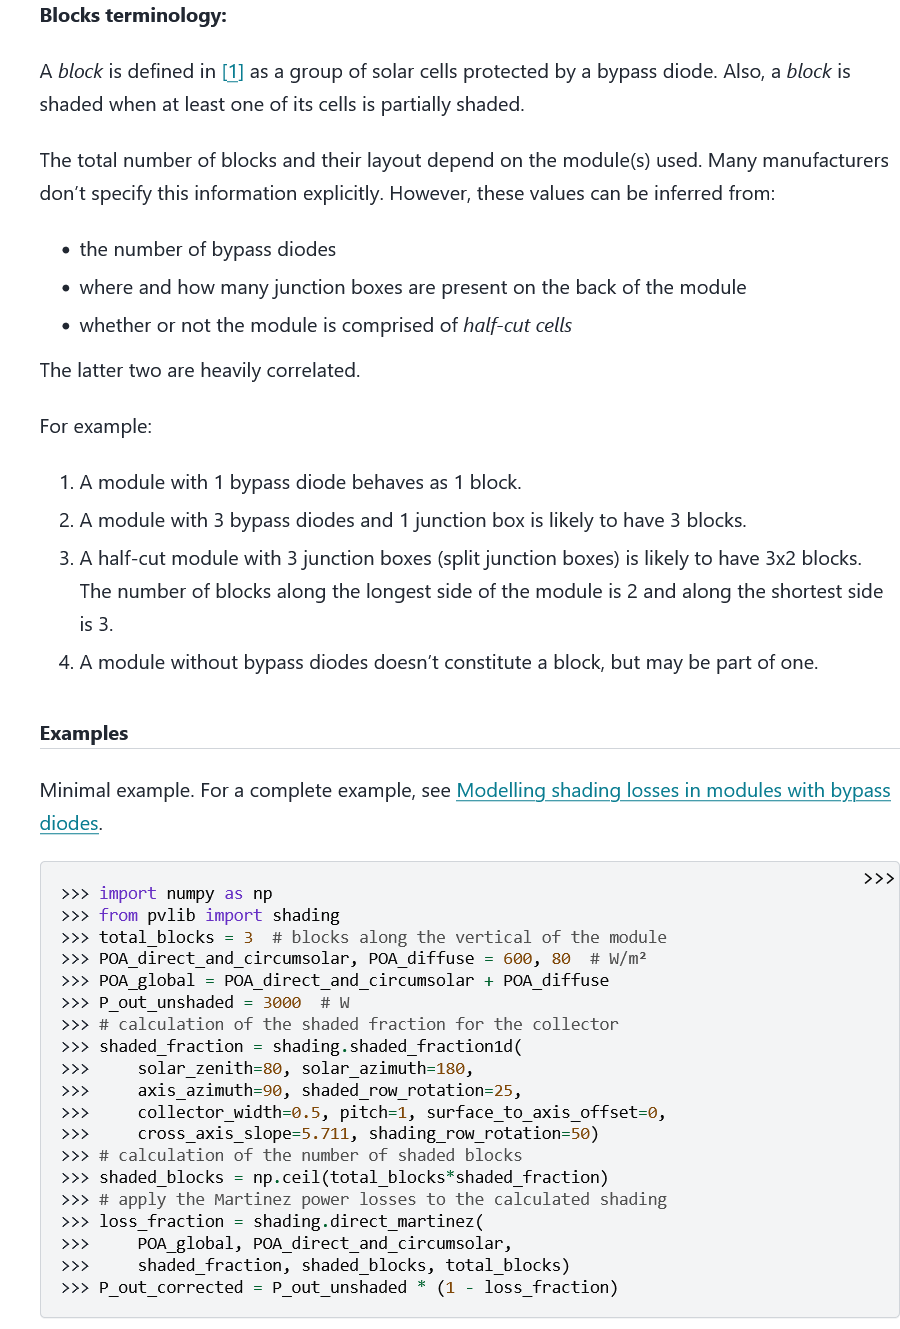 Blocks terminology:
A block is defined in [1] as a group of solar cells protected by a bypass diode. Also, a block is
shaded when at least one of its cells is partially shaded.
The total number of blocks and their layout depend on the module(s) used. Many manufacturers
don’t specify this information explicitly. However, these values can be inferred from:
• the number of bypass diodes
• where and how many junction boxes are present on the back of the module
• whether or not the module is comprised of half-cut cells
The latter two are heavily correlated.
For example:
1. A module with 1 bypass diode behaves as 1 block.
2. A module with 3 bypass diodes and 1 junction box is likely to have 3 blocks.
3. A half-cut module with 3 junction boxes (split junction boxes) is likely to have 3x2 blocks.
The number of blocks along the longest side of the module is 2 and along the shortest side
is 3.
4. A module without bypass diodes doesn’t constitute a block, but may be part of one.
Examples
Minimal example. For a complete example, see Modelling shading losses in modules with bypass
diodes.
>>>
>>> import numpy as np
>>> from pvlib import shading
>>> total_blocks = 3  # blocks along the vertical of the module
>>> POA_direct_and_circumsolar, POA_diffuse = 600, 80  # W/m²
>>> POA_global = POA_direct_and_circumsolar + POA_diffuse
>>> P_out_unshaded = 3000  # W
>>> # calculation of the shaded fraction for the collector
>>> shaded_fraction = shading.shaded_fraction1d(
>>>     solar_zenith=80, solar_azimuth=180,
>>>     axis_azimuth=90, shaded_row_rotation=25,
>>>     collector_width=0.5, pitch=1, surface_to_axis_offset=0,
>>>     cross_axis_slope=5.711, shading_row_rotation=50)
>>> # calculation of the number of shaded blocks
>>> shaded_blocks = np.ceil(total_blocks*shaded_fraction)
>>> # apply the Martinez power losses to the calculated shading
>>> loss_fraction = shading.direct_martinez(
>>>     POA_global, POA_direct_and_circumsolar,
>>>     shaded_fraction, shaded_blocks, total_blocks)
>>> P_out_corrected = P_out_unshaded * (1 - loss_fraction)